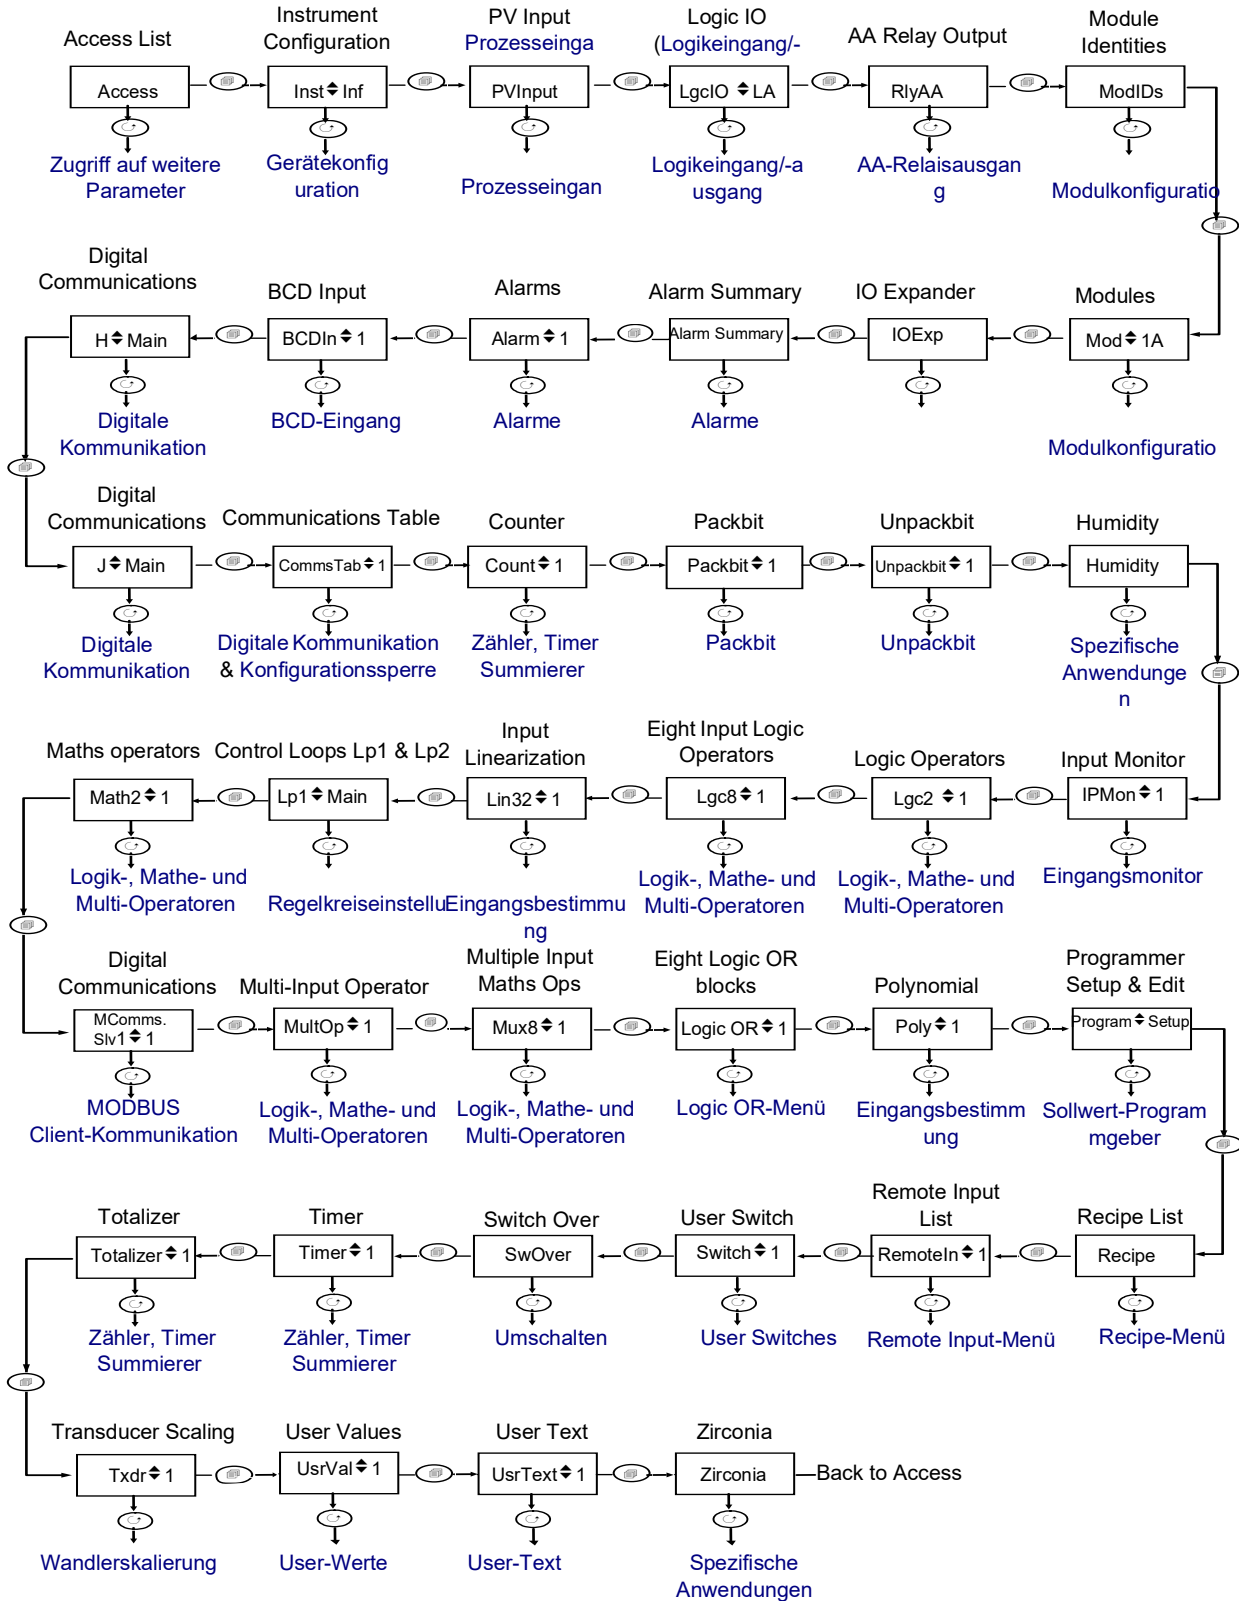 Access List
Instrument
Configuration
PV Input
Prozesseinga
Logic IO
(Logikeingang/-
AA Relay Output
Module
Identities
Access
Inst Inf
PVInput
LgcIO LA
RlyAA
ModIDs
Zugriff auf weitere
Parameter
Gerätekonfig
uration
Prozesseingan
Logikeingang/-a
usgang
AA-Relaisausgan
g
Modulkonfiguratio
Digital
Communications
BCD Input
Alarms
Alarm Summary
IO Expander
Modules
H Main
BCDIn 1
Alarm 1
Alarm Summary
IOExp
Mod 1A
Digitale
Kommunikation
BCD-Eingang
Alarme
Alarme
Modulkonfiguratio
Digital
Communications
Communications Table
Counter
Packbit
Unpackbit
Humidity
J Main
CommsTab 1
Count 1
Packbit 1
Unpackbit 1
Humidity
Digitale
Kommunikation
Digitale Kommunikation
& Konfigurationssperre
Zähler, Timer
Summierer
Packbit
Unpackbit
Spezifische
Anwendunge
n
Maths operators
Control Loops Lp1 & Lp2
Input
Linearization
Eight Input Logic
Operators
Logic Operators
Input Monitor
Math2 1
Lp1 Main
Lin32 1
Lgc8 1
Lgc2 1
IPMon 1
Logik-, Mathe- und
Multi-Operatoren
Regelkreiseinstellu
Eingangsbestimmu
ng
Logik-, Mathe- und
Multi-Operatoren
Logik-, Mathe- und
Multi-Operatoren
Eingangsmonitor
Digital
Communications
Multi-Input Operator
Multiple Input
Maths Ops
Eight Logic OR
blocks
Polynomial
Programmer
Setup & Edit
MComms.
Slv1 1
MultOp 1
Mux8 1
Logic OR 1
Poly 1
Program Setup
MODBUS
Client-Kommunikation
Logik-, Mathe- und
Multi-Operatoren
Logik-, Mathe- und
Multi-Operatoren
Logic OR-Menü
Eingangsbestimm
ung
Sollwert-Program
mgeber
Totalizer
Timer
Switch Over
User Switch
Remote Input
List
Recipe List
Totalizer 1
Timer 1
SwOver
Switch 1
RemoteIn 1
Recipe
Zähler, Timer
Summierer
Zähler, Timer
Summierer
Umschalten
User Switches
Remote Input-Menü
Recipe-Menü
Transducer Scaling
User Values
User Text
Zirconia
Txdr 1
UsrVal 1
UsrText 1
Zirconia
Back to Access
Wandlerskalierung
User-Werte
User-Text
Spezifische
Anwendungen